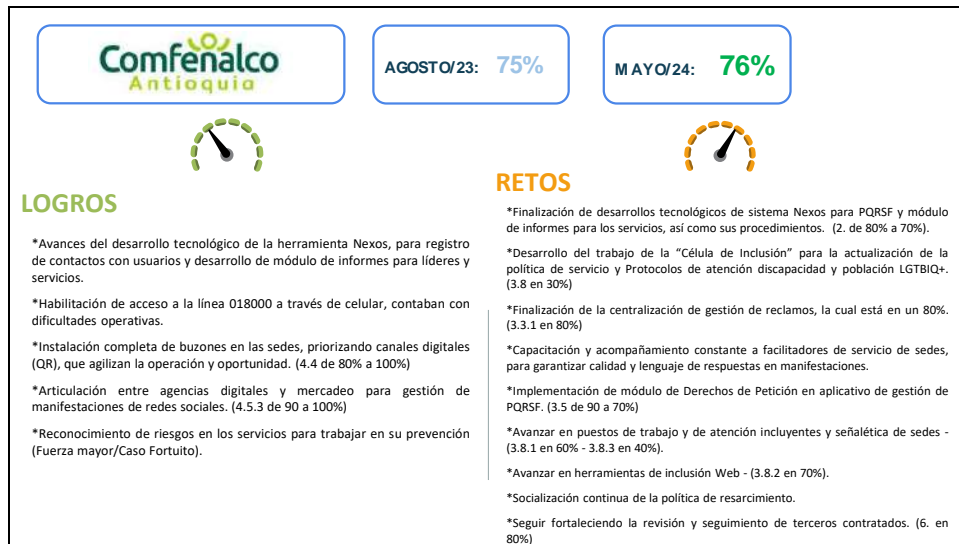 Comfenalco
Antioquia
AGOSTO/23: 75%
MAYO/24: 76%
LOGROS
*Avances del desarrollo tecnológico de la herramienta Nexos, para registro
de contactos con usuarios y desarrollo de módulo de informes para líderes y
servicios.
*Habilitación de acceso a la línea 018000 a través de celular, contaban con
dificultades operativas.
*Instalación completa de buzones en las sedes, priorizando canales digitales
(QR), que agilizan la operación y oportunidad. (4.4 de 80% a 100%)
*Articulación entre agencias digitales y mercadeo para gestión de
manifestaciones de redes sociales. (4.5.3 de 90 a 100%)
*Reconocimiento de riesgos en los servicios para trabajar en su prevención
(Fuerza mayor/Caso Fortuito).
RETOS
*Finalización de desarrollos tecnológicos de sistema Nexos para PQRSF y módulo
de informes para los servicios, así como sus procedimientos. (2. de 80% a 70%).
*Desarrollo del trabajo de la “Célula de Inclusión” para la actualización de la
política de servicio y Protocolos de atención discapacidad y población LGTBIQ+.
(3.8 en 30%)
*Finalización de la centralización de gestión de reclamos, la cual está en un 80%.
(3.3.1 en 80%)
*Capacitación y acompañamiento constante a facilitadores de servicio de sedes,
para garantizar calidad y lenguaje de respuestas en manifestaciones.
*Implementación de módulo de Derechos de Petición en aplicativo de gestión de
PQRSF. (3.5 de 90 a 70%)
*Avanzar en puestos de trabajo y de atención incluyentes y señalética de sedes -
(3.8.1 en 60% - 3.8.3 en 40%).
*Avanzar en herramientas de inclusión Web - (3.8.2 en 70%).
*Socialización continua de la política de resarcimiento.
*Seguir fortaleciendo la revisión y seguimiento de terceros contratados. (6. en
80%)